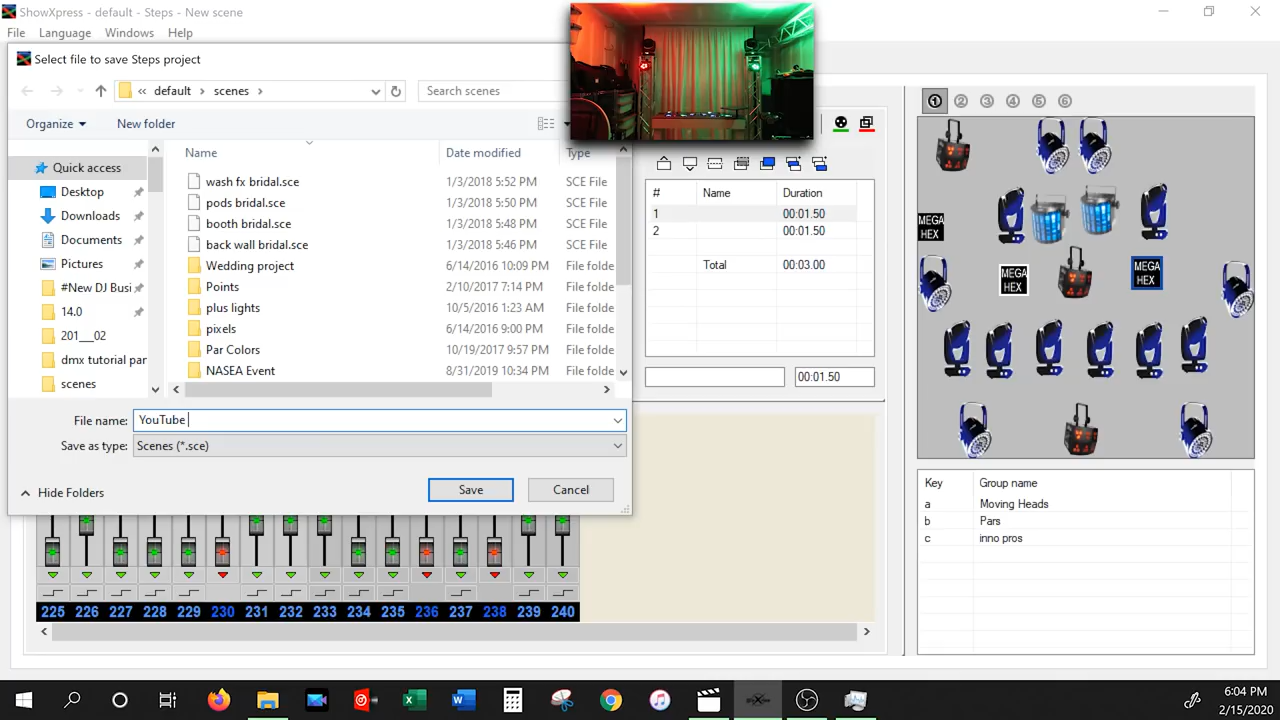 ShowXpress - default - Steps - New scene
File Language Windows Help
Select file to save Steps project
« default › scenes ›
Search scenes
Organize New folder
Quick access
Desktop
Downloads
Documents
Pictures
#New DJ Busi
14.0
201__02
dmx tutorial par
scenes
Name Date modified Type
wash fx bridal.sce 1/3/2018 5:52 PM SCE File
pods bridal.sce 1/3/2018 5:50 PM SCE File
booth bridal.sce 1/3/2018 5:48 PM SCE File
back wall bridal.sce 1/3/2018 5:46 PM SCE File
Wedding project 6/14/2016 10:09 PM File folde
Points 2/10/2017 7:14 PM File folde
plus lights 10/5/2016 1:23 AM File folde
pixels 6/14/2016 9:00 PM File folde
Par Colors 10/19/2017 9:57 PM File folde
NASEA Event 8/31/2019 10:34 PM File folde
File name: YouTube
Save as type: Scenes (*.sce)
Hide Folders Save Cancel
# Name Duration
1 00:01.50
2 00:01.50
Total 00:03.00
00:01.50
1 2 3 4 5 6
MEGA
HEX
MEGA
HEX
MEGA
HEX
Key Group name
a Moving Heads
b Pars
c inno pros
225 226 227 228 229 230 231 232 233 234 235 236 237 238 239 240
6:04 PM
2/15/2020